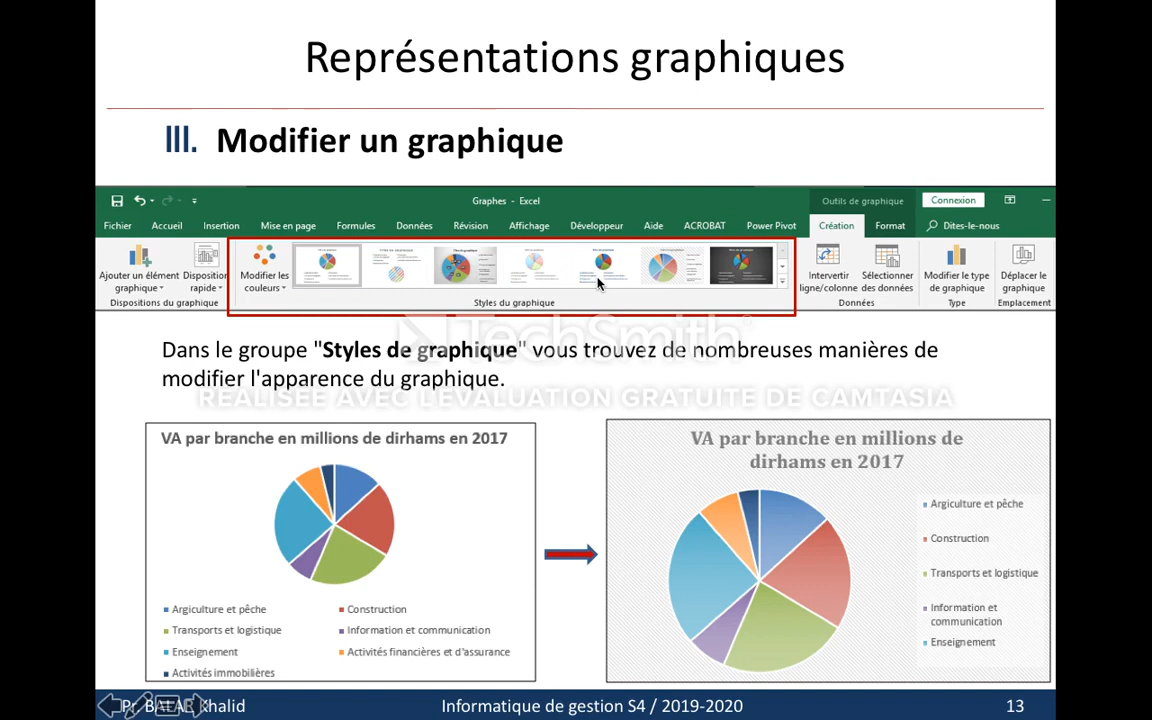 Représentations graphiques
III. Modifier un graphique
Graphes - Excel
Outils de graphique
Connexion
Fichier Accueil Insertion Mise en page Formules Données Révision Affichage Développeur Aide ACROBAT Power Pivot Création Format Dites-le-nous
Ajouter un élément graphique
Disposition rapide
Modifier les couleurs
Intervertir ligne/colonne
Sélectionner des données
Modifier le type de graphique
Déplacer le graphique
Dispositions du graphique
Styles du graphique
Données
Type
Emplacement
TechSmith
Dans le groupe "Styles de graphique" vous trouvez de nombreuses manières de
modifier l'apparence du graphique.
RÉALISÉE AVEC L'ÉVALUATION GRATUITE DE CAMTASIA
VA par branche en millions de dirhams en 2017
Argiculture et pêche
Construction
Transports et logistique
Information et communication
Enseignement
Activités financières et d'assurance
Activités immobilières
VA par branche en millions de
dirhams en 2017
Argiculture et pêche
Construction
Transports et logistique
Information et
communication
Enseignement
Pr BALAR Khalid
Informatique de gestion S4 / 2019-2020
13